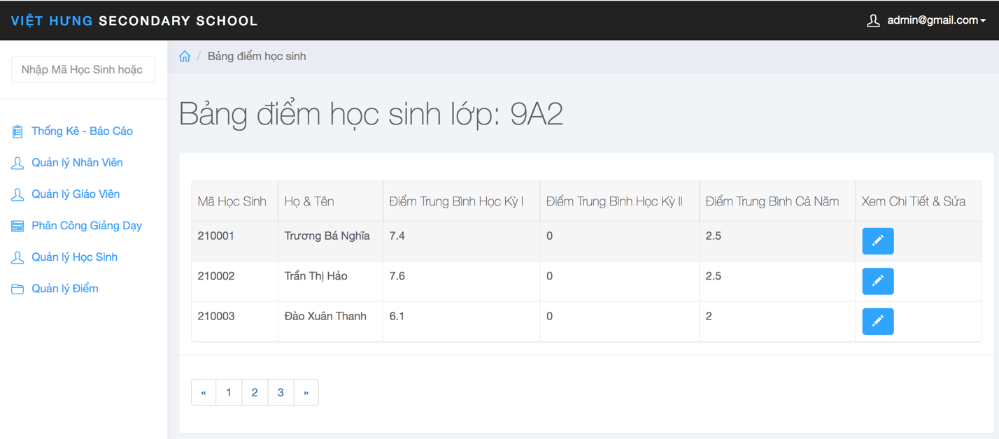 VIỆT HƯNG SECONDARY SCHOOL
admin@gmail.com
Nhập Mã Học Sinh hoặc
/ Bảng điểm học sinh
Thống Kê - Báo Cáo
Quản lý Nhân Viên
Quản lý Giáo Viên
Phân Công Giảng Dạy
Quản lý Học Sinh
Quản lý Điểm
Bảng điểm học sinh lớp: 9A2
Mã Học Sinh Họ & Tên Điểm Trung Bình Học Kỳ I Điểm Trung Bình Học Kỳ II Điểm Trung Bình Cả Năm Xem Chi Tiết & Sửa
210001 Trương Bá Nghĩa 7.4 0 2.5
210002 Trần Thị Hảo 7.6 0 2.5
210003 Đào Xuân Thanh 6.1 0 2
« 1 2 3 »